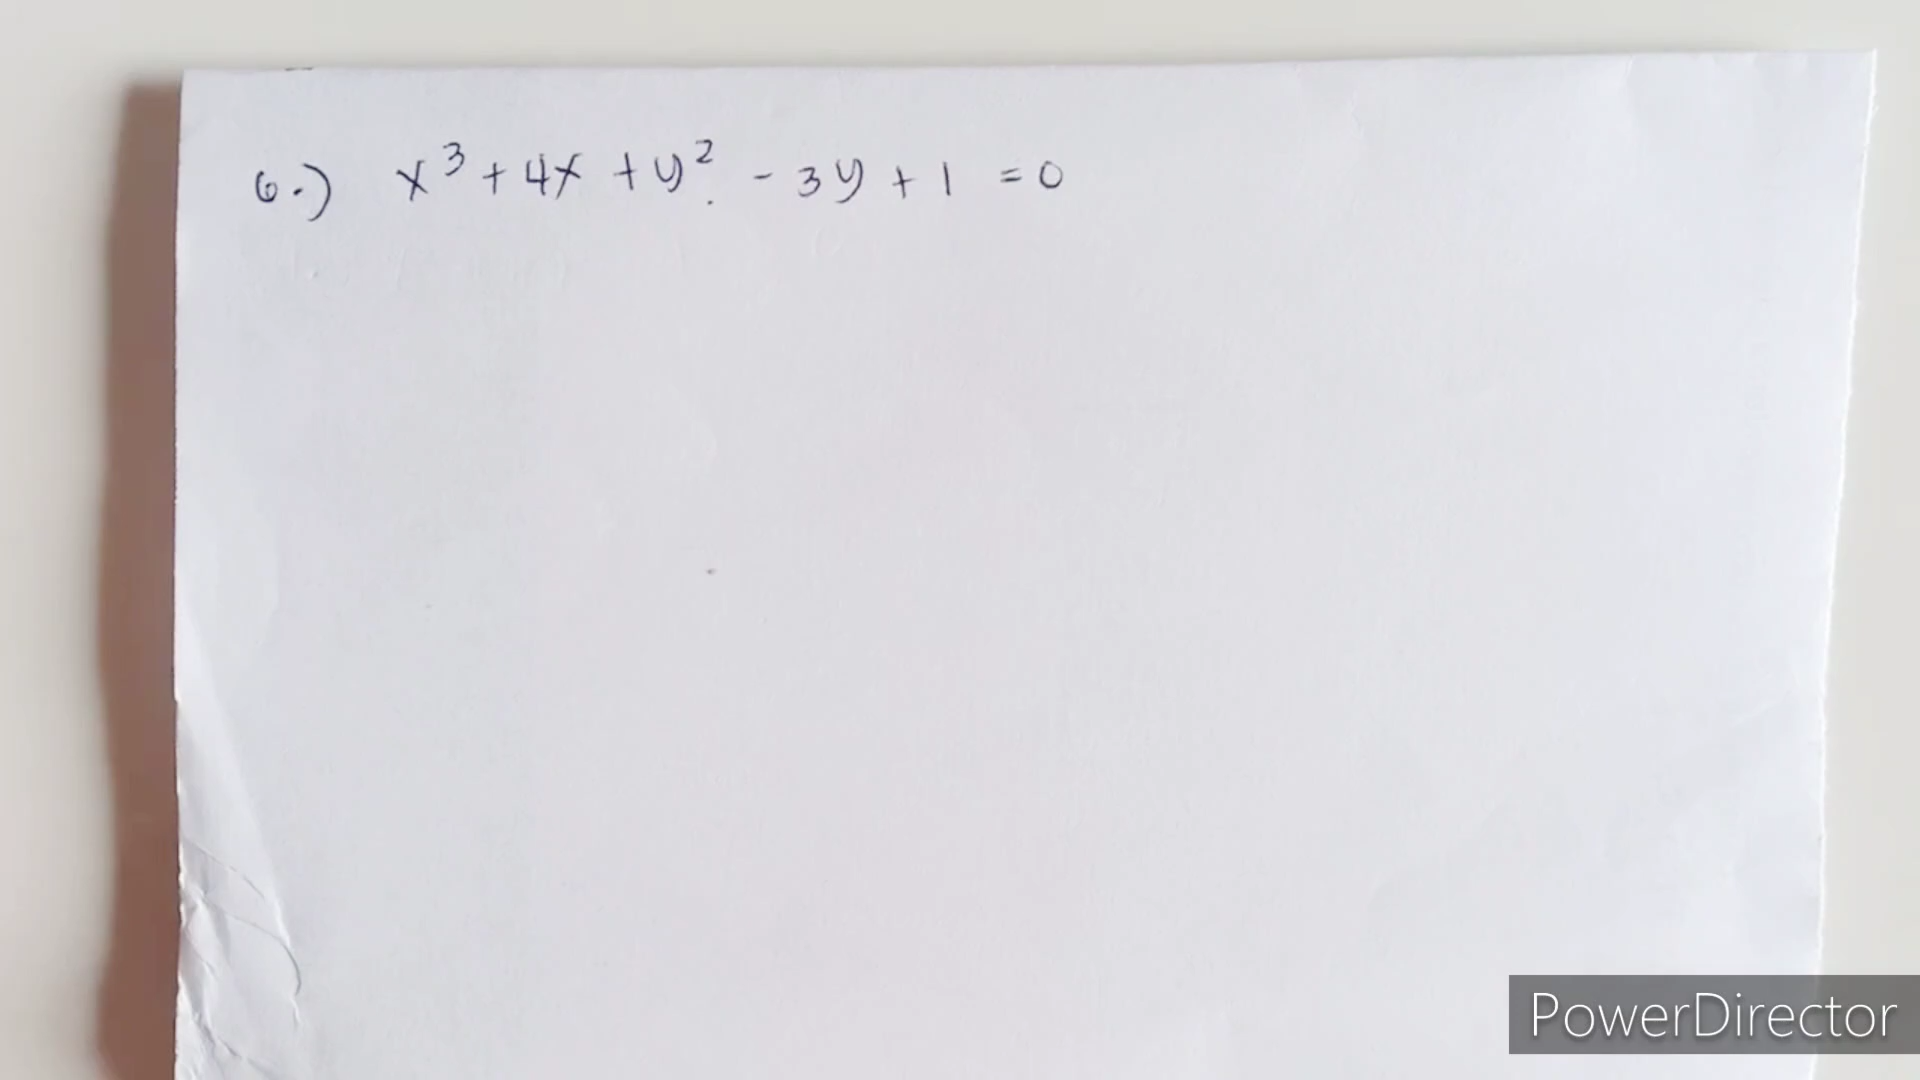 6.) x³ + 4x + y² - 3y + 1 = 0
PowerDirector